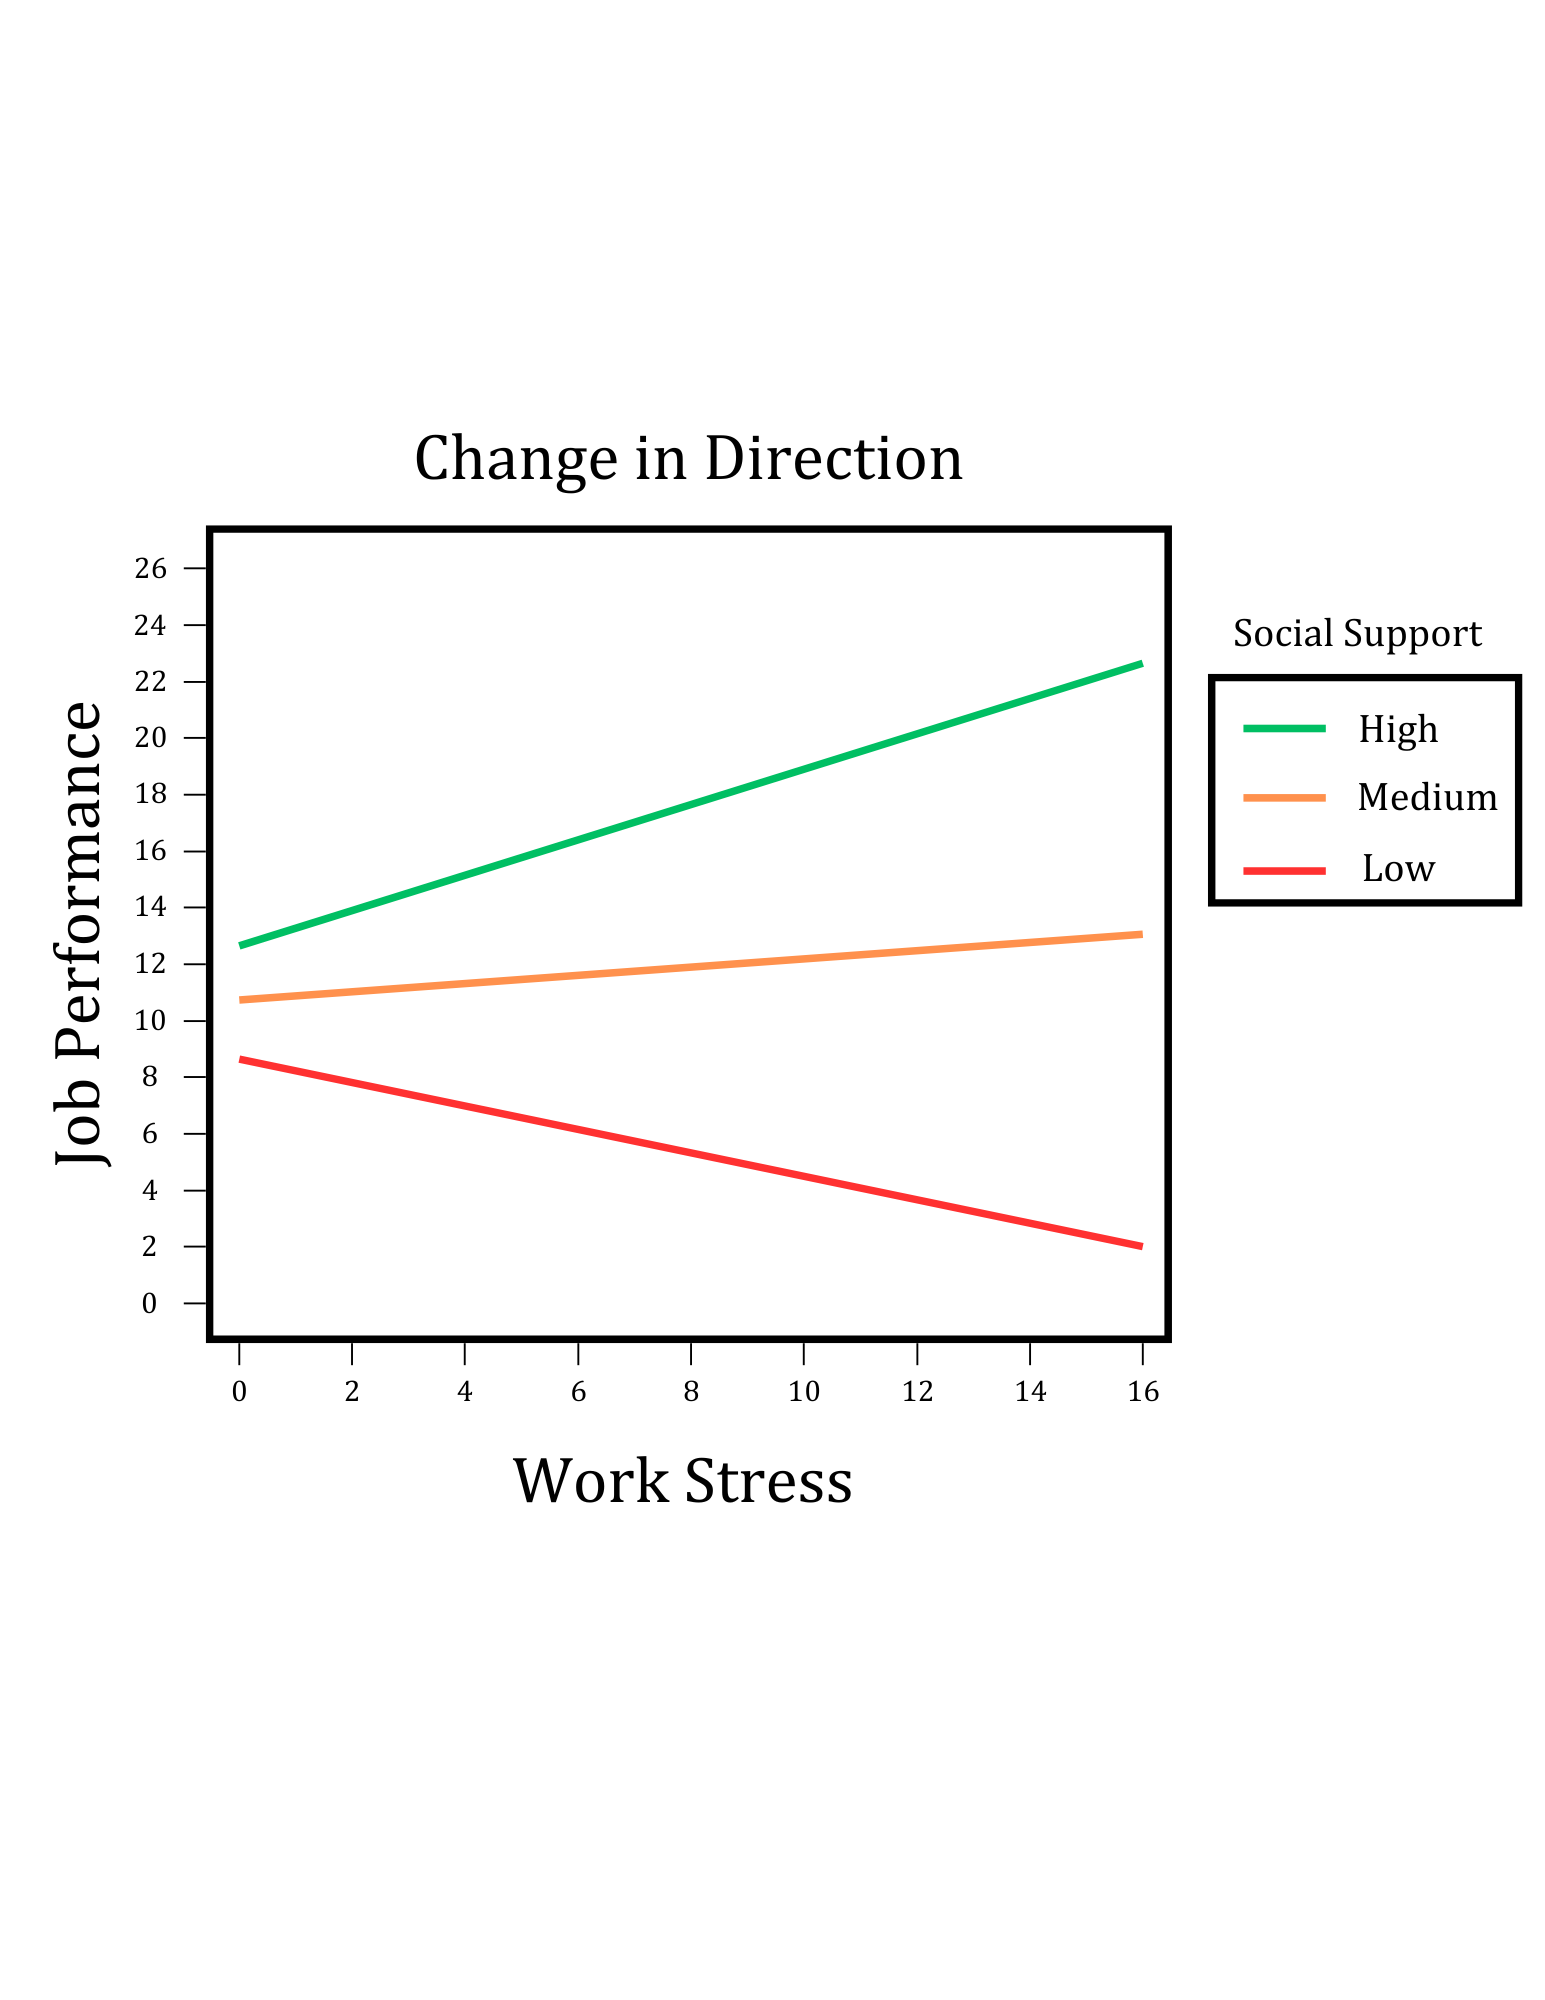 Change in Direction
26
24
22
20
18
16
14
12
10
8
6
4
2
0
Job Performance
0 2 4 6 8 10 12 14 16
Work Stress
Social Support
High
Medium
Low